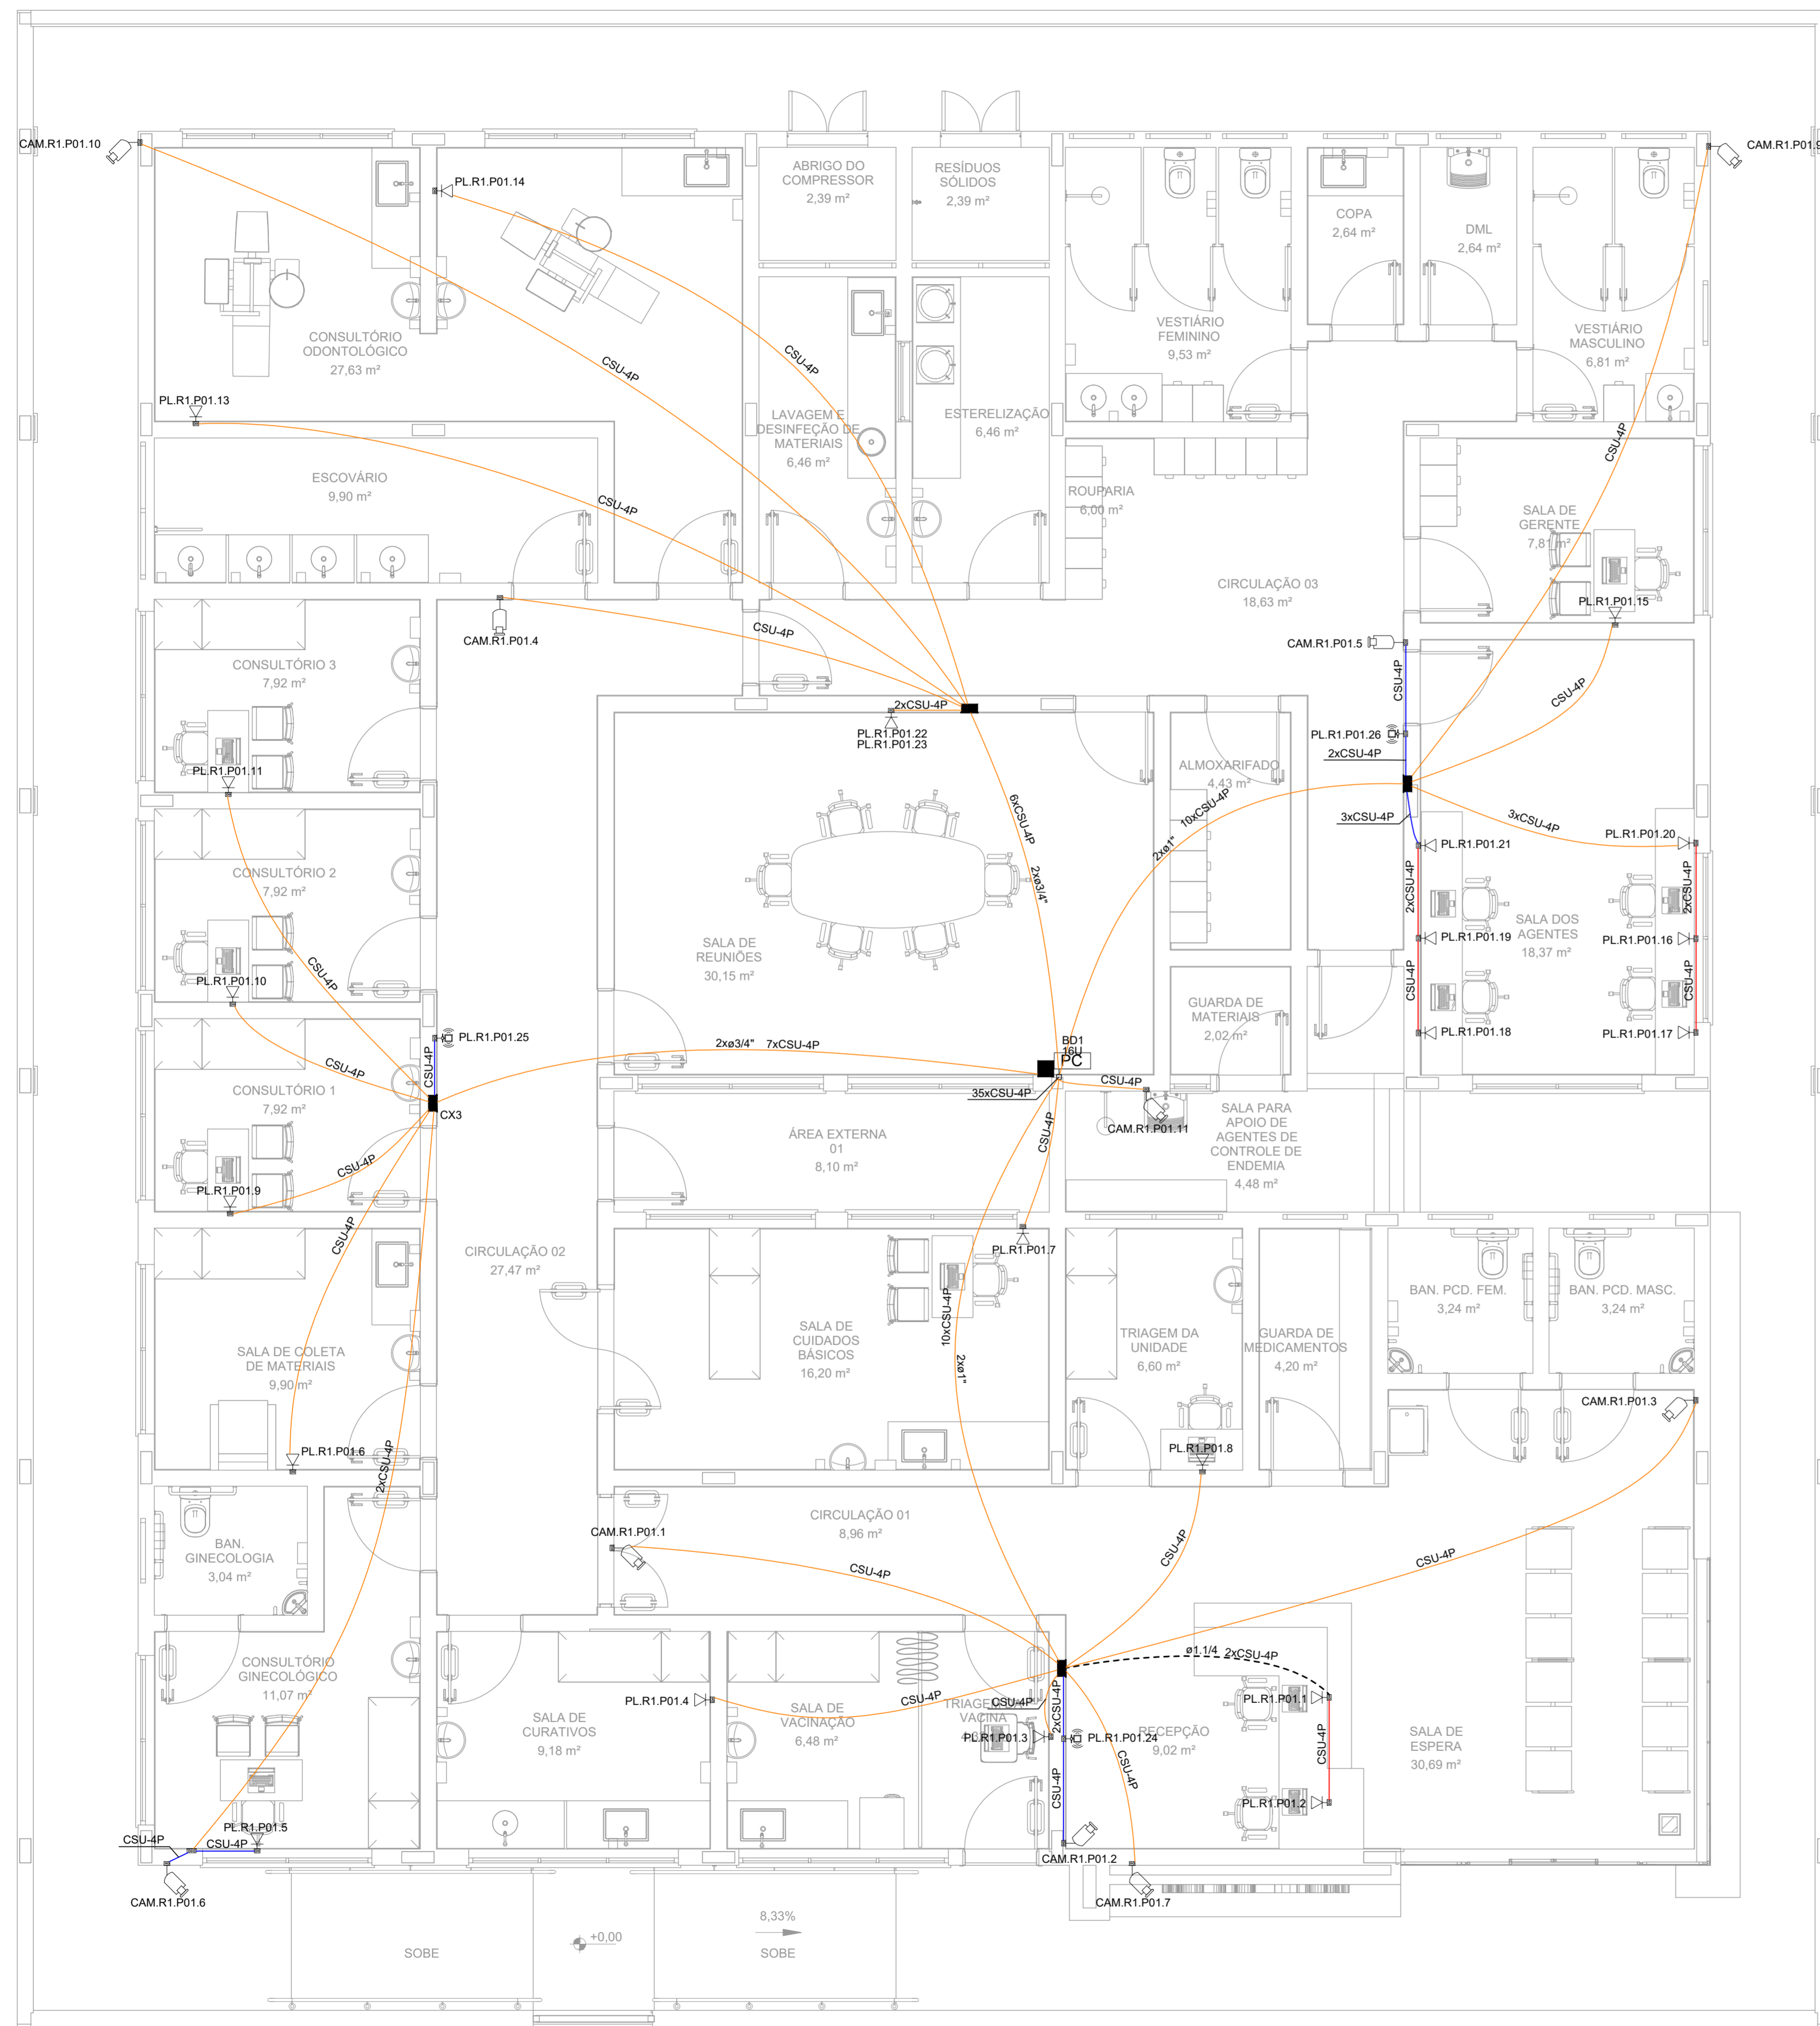 CAM.R1.P01.10
CAM.R1.P01.9
PL.R1.P01.14
ABRIGO DO
COMPRESSOR
2,39 m²
RESÍDUOS
SÓLIDOS
2,39 m²
COPA
2,64 m²
DML
2,64 m²
CONSULTÓRIO
ODONTOLÓGICO
27,63 m²
VESTIÁRIO
FEMININO
9,53 m²
VESTIÁRIO
MASCULINO
6,81 m²
CSU-4P
CSU-4P
PL.R1.P01.13
LAVAGEM E
DESINFEÇÃO DE
MATERIAIS
6,46 m²
ESTERELIZAÇÃO
6,46 m²
CSU-4P
ESCOVÁRIO
9,90 m²
CSU-4P
ROUPARIA
6,00 m²
SALA DE
GERENTE
7,81 m²
CIRCULAÇÃO 03
18,63 m²
PL.R1.P01.15
CAM.R1.P01.4
CSU-4P
CAM.R1.P01.5
CSU-4P
CSU-4P
CONSULTÓRIO 3
7,92 m²
2xCSU-4P
PL.R1.P01.22
PL.R1.P01.23
PL.R1.P01.26
2xCSU-4P
PL.R1.P01.11
ALMOXARIFADO
4,43 m²
6xCSU-4P
2xø3/4"
10xCSU-4P
2xø1"
3xCSU-4P
3xCSU-4P
PL.R1.P01.20
PL.R1.P01.21
CONSULTÓRIO 2
7,92 m²
2xCSU-4P
2xCSU-4P
SALA DE
REUNIÕES
30,15 m²
SALA DOS
AGENTES
18,37 m²
PL.R1.P01.19
PL.R1.P01.16
CSU-4P
CSU-4P
CSU-4P
PL.R1.P01.10
GUARDA DE
MATERIAIS
2,02 m²
PL.R1.P01.18
PL.R1.P01.17
PL.R1.P01.25
2xø3/4" 7xCSU-4P
BD1
16U
PC
CSU-4P
CSU-4P
CONSULTÓRIO 1
7,92 m²
CX3
35xCSU-4P
CSU-4P
CAM.R1.P01.11
SALA PARA
APOIO DE
AGENTES DE
CONTROLE DE
ENDEMIA
4,48 m²
ÁREA EXTERNA
01
8,10 m²
CSU-4P
CSU-4P
PL.R1.P01.9
CSU-4P
CIRCULAÇÃO 02
27,47 m²
PL.R1.P01.7
10xCSU-4P
2xø1"
BAN. PCD. FEM.
3,24 m²
BAN. PCD. MASC.
3,24 m²
SALA DE COLETA
DE MATERIAIS
9,90 m²
SALA DE
CUIDADOS
BÁSICOS
16,20 m²
TRIAGEM DA
UNIDADE
6,60 m²
GUARDA DE
MEDICAMENTOS
4,20 m²
CAM.R1.P01.3
PL.R1.P01.6
PL.R1.P01.8
2xCSU-4P
CIRCULAÇÃO 01
8,96 m²
CAM.R1.P01.1
BAN.
GINECOLOGIA
3,04 m²
CSU-4P
CSU-4P
CSU-4P
CONSULTÓRIO
GINECOLÓGICO
11,07 m²
ø1.1/4 2xCSU-4P
PL.R1.P01.4
CSU-4P
CSU-4P
2xCSU-4P
PL.R1.P01.1
SALA DE
CURATIVOS
9,18 m²
SALA DE
VACINAÇÃO
6,48 m²
TRIAGEM
VACINA
PL.R1.P01.3
PL.R1.P01.24
RECEPÇÃO
9,02 m²
CSU-4P
SALA DE
ESPERA
30,69 m²
CSU-4P
CSU-4P
PL.R1.P01.2
PL.R1.P01.5
CSU-4P
CSU-4P
CAM.R1.P01.6
CAM.R1.P01.2
CAM.R1.P01.7
8,33%
+0,00
SOBE
SOBE